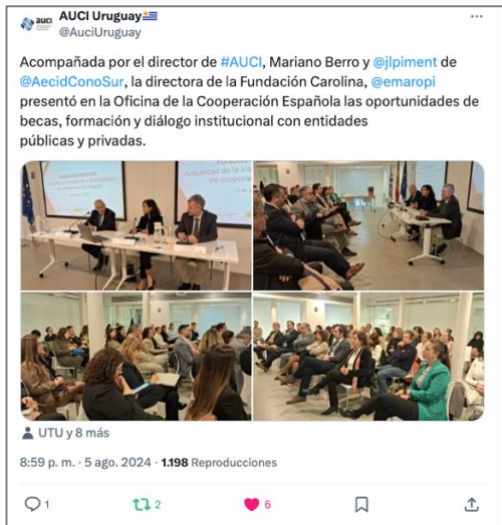 auci
AUCI Uruguay🇺🇾
@AuciUruguay
Acompañada por el director de #AUCI, Mariano Berro y @jlpiment de
@AecidConoSur, la directora de la Fundación Carolina, @emaropi
presentó en la Oficina de la Cooperación Española las oportunidades de
becas, formación y diálogo institucional con entidades
públicas y privadas.
UTU y 8 más
8:59 p. m. · 5 ago. 2024 · 1.198 Reproducciones
1 2 6